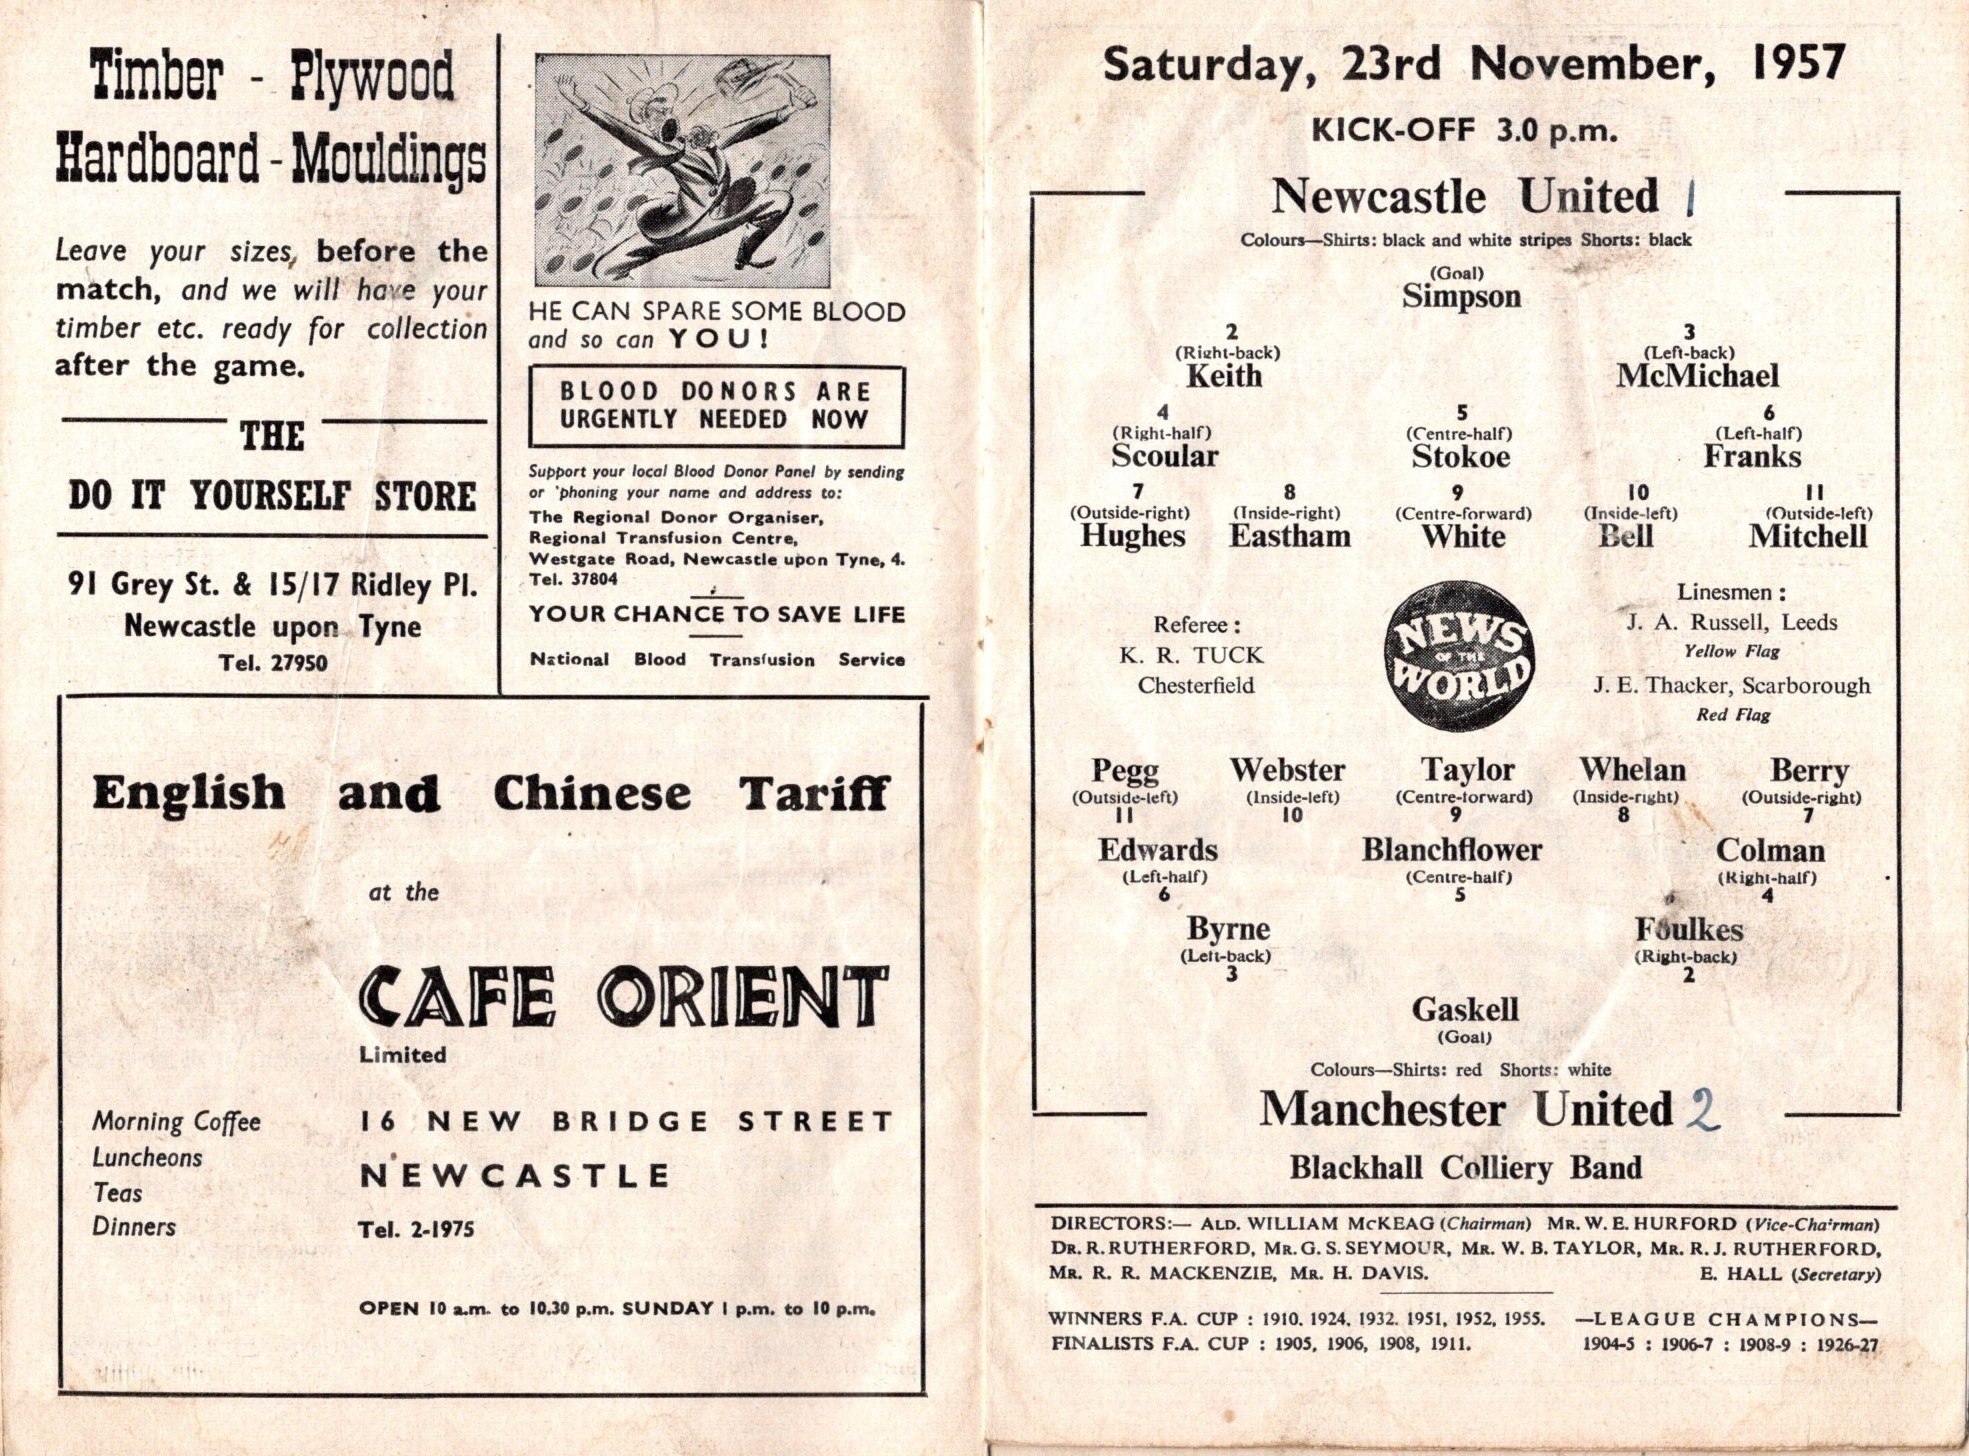 Timber - Plywood
Hardboard - Mouldings
Leave your sizes, before the
match, and we will have your
timber etc. ready for collection
after the game.
THE
DO IT YOURSELF STORE
91 Grey St. & 15/17 Ridley Pl.
Newcastle upon Tyne
Tel. 27950
HE CAN SPARE SOME BLOOD
and so can YOU!
BLOOD DONORS ARE
URGENTLY NEEDED NOW
Support your local Blood Donor Panel by sending
or 'phoning your name and address to:
The Regional Donor Organiser,
Regional Transfusion Centre,
Westgate Road, Newcastle upon Tyne, 4.
Tel. 37804
YOUR CHANCE TO SAVE LIFE
National Blood Transfusion Service
English and Chinese Tariff
at the
CAFE ORIENT
Limited
Morning Coffee
Luncheons
Teas
Dinners
16 NEW BRIDGE STREET
NEWCASTLE
Tel. 2-1975
OPEN 10 a.m. to 10.30 p.m. SUNDAY 1 p.m. to 10 p.m.
Saturday, 23rd November, 1957
KICK-OFF 3.0 p.m.
Newcastle United 1
Colours—Shirts: black and white stripes Shorts: black
(Goal)
Simpson
2 3
(Right-back) (Left-back)
Keith McMichael
4 5 6
(Right-half) (Centre-half) (Left-half)
Scoular Stokoe Franks
7 8 9 10 11
(Outside-right) (Inside-right) (Centre-forward) (Inside-left) (Outside-left)
Hughes Eastham White Bell Mitchell
Referee :
K. R. TUCK
Chesterfield
NEWS
OF THE
WORLD
Linesmen :
J. A. Russell, Leeds
Yellow Flag
J. E. Thacker, Scarborough
Red Flag
Pegg Webster Taylor Whelan Berry
(Outside-left) (Inside-left) (Centre-forward) (Inside-right) (Outside-right)
11 10 9 8 7
Edwards Blanchflower Colman
(Left-half) (Centre-half) (Right-half)
6 5 4
Byrne Foulkes
(Left-back) (Right-back)
3 2
Gaskell
(Goal)
Colours—Shirts: red Shorts: white
Manchester United 2
Blackhall Colliery Band
DIRECTORS:— ALD. WILLIAM McKEAG (Chairman) MR. W. E. HURFORD (Vice-Chairman)
DR. R. RUTHERFORD, MR. G. S. SEYMOUR, MR. W. B. TAYLOR, MR. R. J. RUTHERFORD,
MR. R. R. MACKENZIE, MR. H. DAVIS. E. HALL (Secretary)
WINNERS F.A. CUP : 1910, 1924, 1932, 1951, 1952, 1955. —LEAGUE CHAMPIONS—
FINALISTS F.A. CUP : 1905, 1906, 1908, 1911. 1904-5 : 1906-7 : 1908-9 : 1926-27